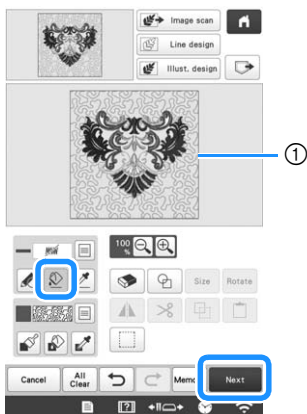 Image scan
Line design
Illust. design
①
100 %
Size
Rotate
Cancel
All Clear
Memo
Next